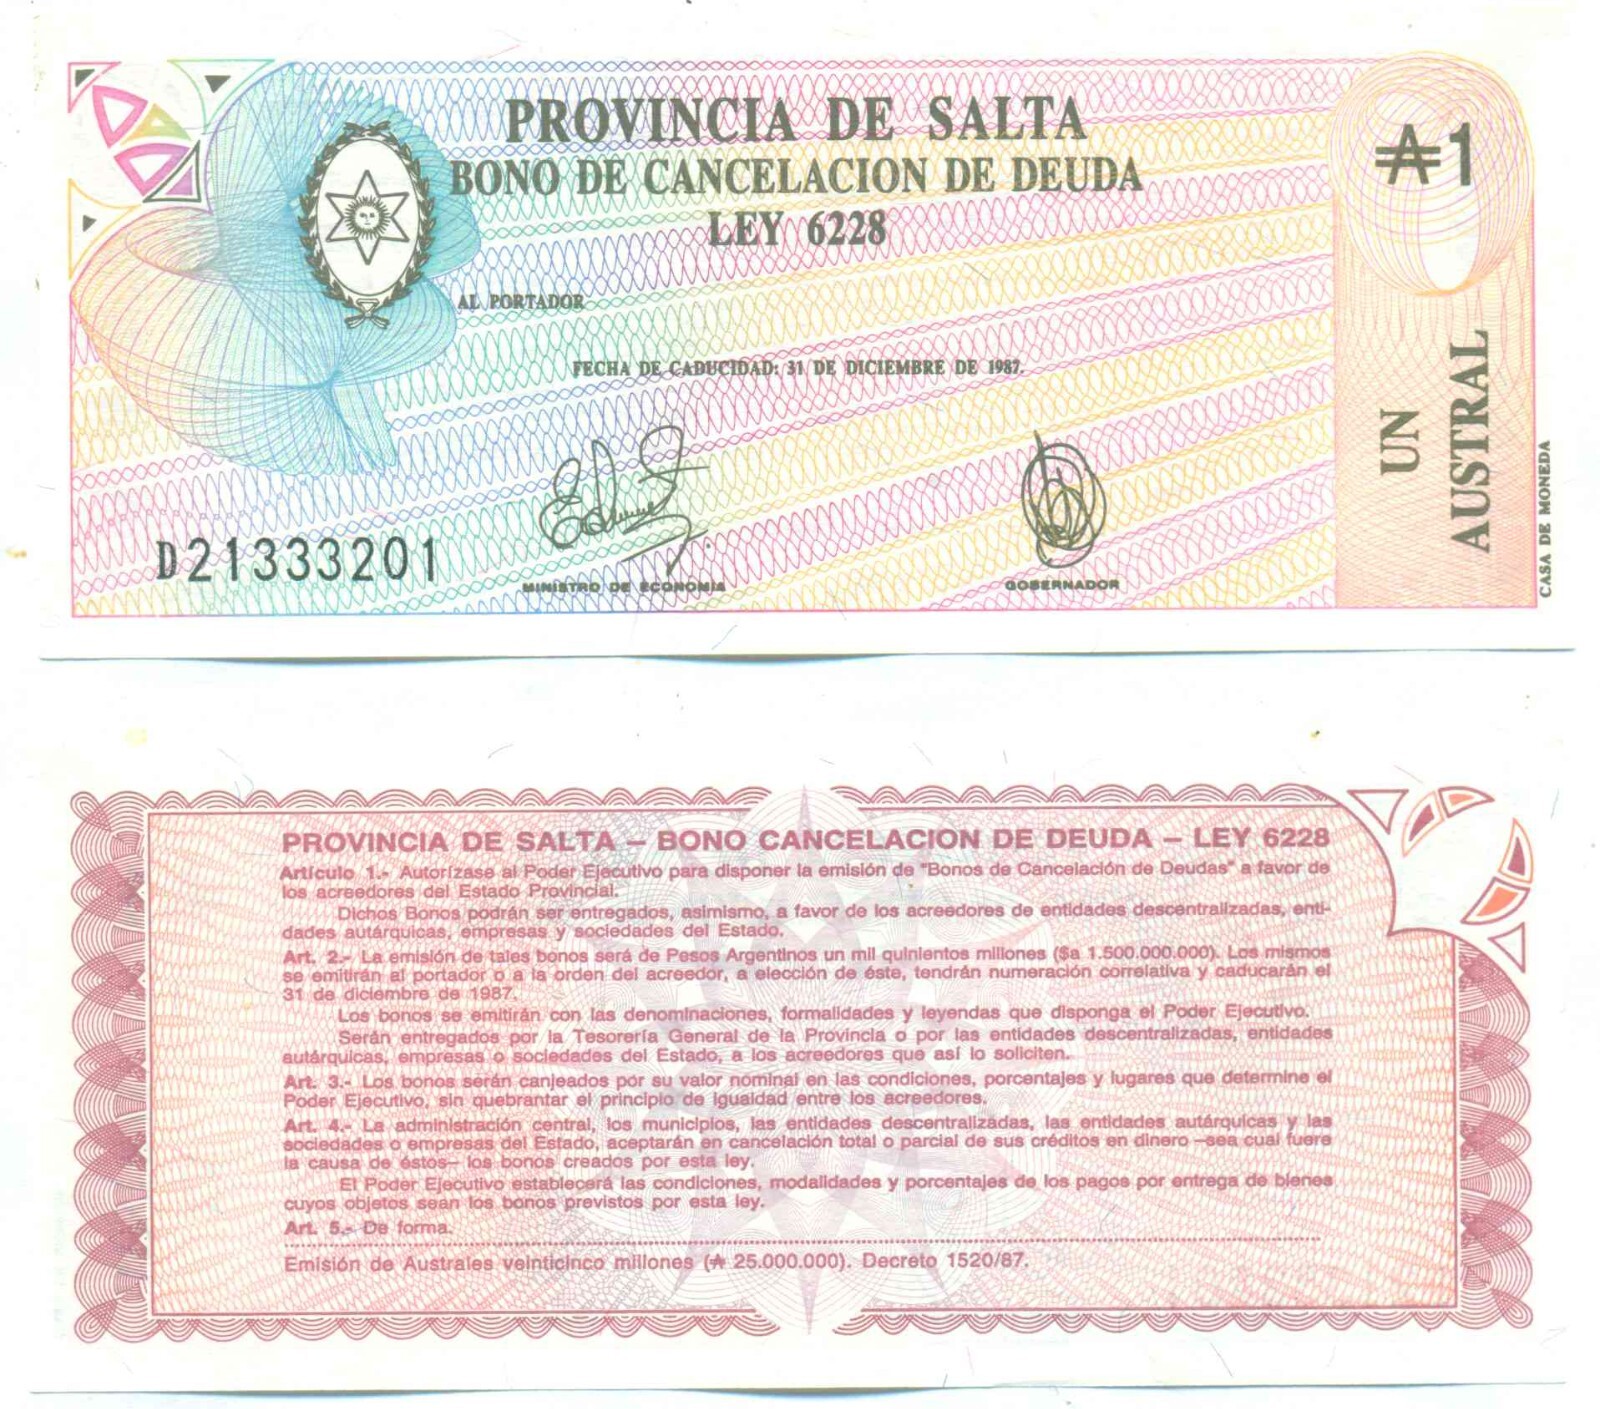 PROVINCIA DE SALTA
BONO DE CANCELACION DE DEUDA
LEY 6228
AL PORTADOR
FECHA DE CADUCIDAD: 31 DE DICIEMBRE DE 1987.
D21333201
MINISTRO DE ECONOMIA
GOBERNADOR
₳1
UN
AUSTRAL
CASA DE MONEDA
PROVINCIA DE SALTA – BONO CANCELACION DE DEUDA – LEY 6228
Artículo 1.- Autorízase al Poder Ejecutivo para disponer la emisión de "Bonos de Cancelación de Deudas" a favor de
los acreedores del Estado Provincial.
Dichos Bonos podrán ser entregados, asimismo, a favor de los acreedores de entidades descentralizadas, enti-
dades autárquicas, empresas y sociedades del Estado.
Art. 2.- La emisión de tales bonos será de Pesos Argentinos un mil quinientos millones ($a 1.500.000.000). Los mismos
se emitirán al portador o a la orden del acreedor, a elección de éste, tendrán numeración correlativa y caducarán el
31 de diciembre de 1987.
Los bonos se emitirán con las denominaciones, formalidades y leyendas que disponga el Poder Ejecutivo.
Serán entregados por la Tesorería General de la Provincia o por las entidades descentralizadas, entidades
autárquicas, empresas o sociedades del Estado, a los acreedores que así lo soliciten.
Art. 3.- Los bonos serán canjeados por su valor nominal en las condiciones, porcentajes y lugares que determine el
Poder Ejecutivo, sin quebrantar el principio de igualdad entre los acreedores.
Art. 4.- La administración central, los municipios, las entidades descentralizadas, las entidades autárquicas y las
sociedades o empresas del Estado, aceptarán en cancelación total o parcial de sus créditos en dinero –sea cual fuere
la causa de éstos– los bonos creados por esta ley.
El Poder Ejecutivo establecerá las condiciones, modalidades y porcentajes de los pagos por entrega de bienes
cuyos objetos sean los bonos previstos por esta ley.
Art. 5.- De forma.
Emisión de Australes veinticinco millones (₳ 25.000.000). Decreto 1520/87.